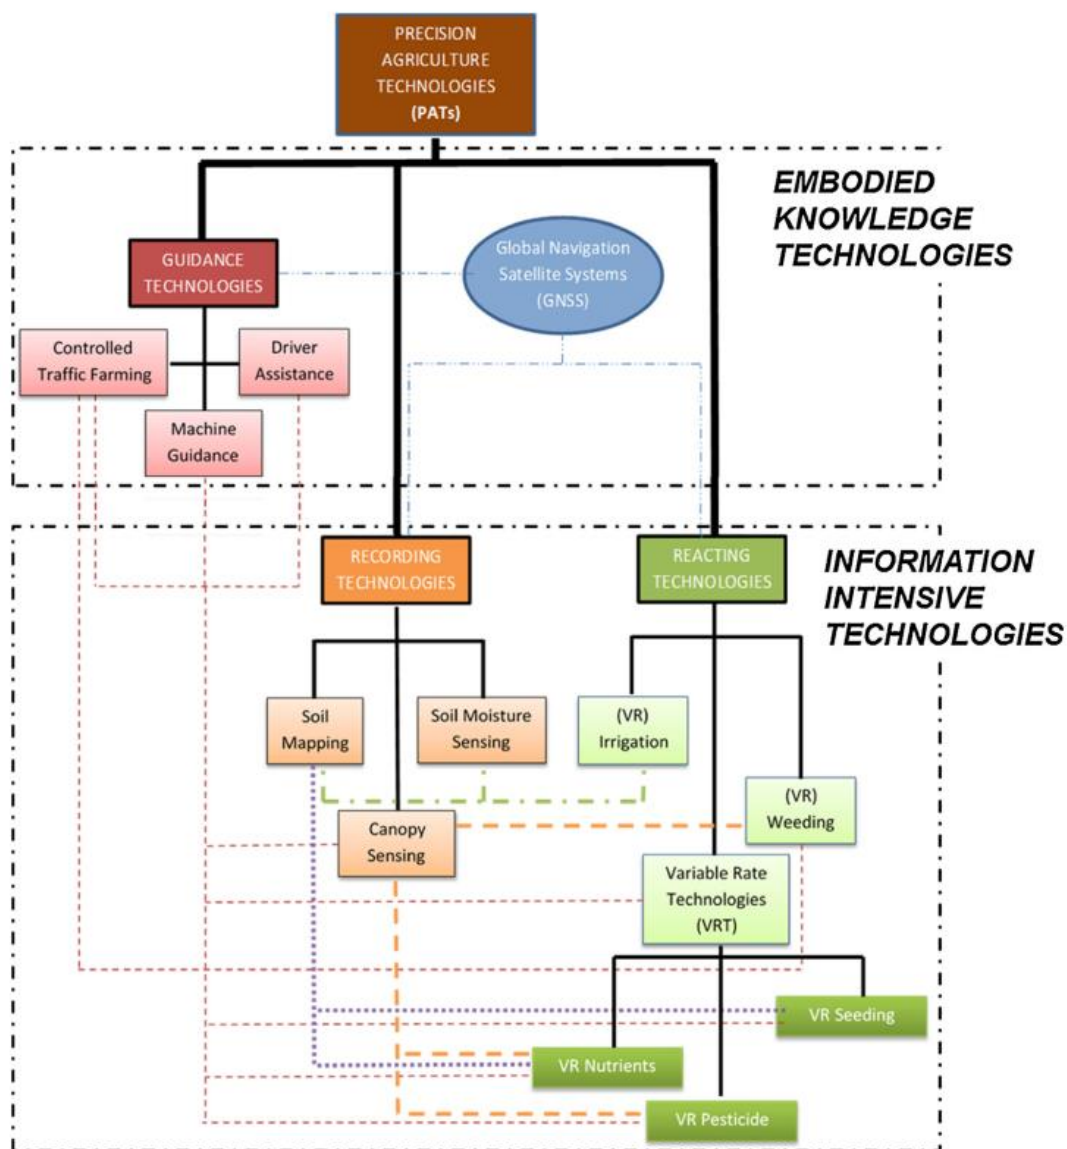 PRECISION
AGRICULTURE
TECHNOLOGIES
(PATs)
EMBODIED
KNOWLEDGE
TECHNOLOGIES
GUIDANCE
TECHNOLOGIES
Global Navigation
Satellite Systems
(GNSS)
Controlled
Traffic Farming
Driver
Assistance
Machine
Guidance
RECORDING
TECHNOLOGIES
REACTING
TECHNOLOGIES
INFORMATION
INTENSIVE
TECHNOLOGIES
Soil
Mapping
Soil Moisture
Sensing
(VR)
Irrigation
(VR)
Weeding
Canopy
Sensing
Variable Rate
Technologies
(VRT)
VR Seeding
VR Nutrients
VR Pesticide